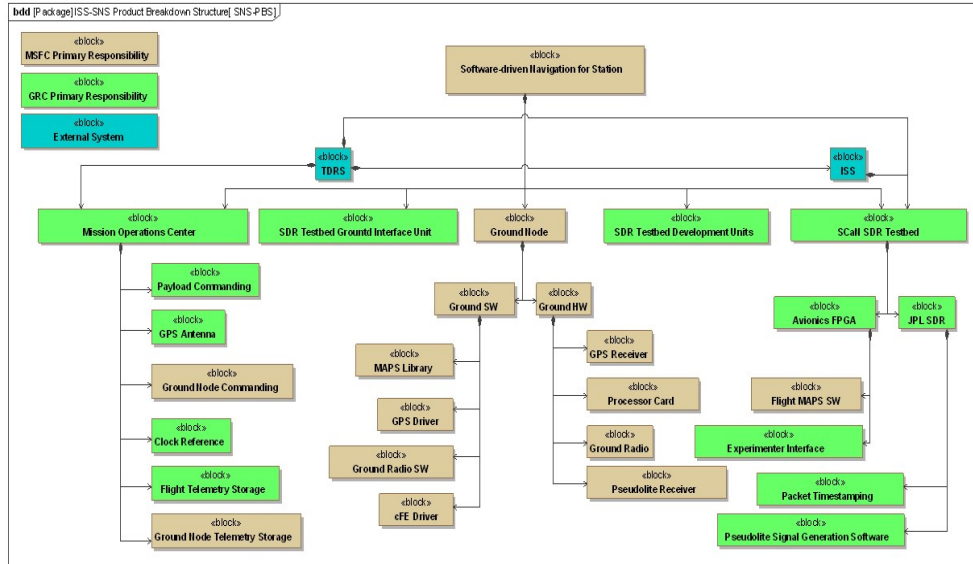 bdd [Package]ISS-SNS Product Breakdown Structure[ SNS-PBS]
«block»
MSFC Primary Responsibility
«block»
GRC Primary Responsibility
«block»
External System
«block»
Software-driven Navigation for Station
«block»
TDRS
«block»
ISS
«block»
Mission Operations Center
«block»
SDR Testbed Grountd Interface Unit
«block»
Ground Node
«block»
SDR Testbed Development Units
«block»
SCaN SDR Testbed
«block»
Payload Commanding
«block»
GPS Antenna
«block»
Ground Node Commanding
«block»
Clock Reference
«block»
Flight Telemetry Storage
«block»
Ground Node Telemetry Storage
«block»
Ground SW
«block»
Ground HW
«block»
MAPS Library
«block»
GPS Driver
«block»
Ground Radio SW
«block»
cFE Driver
«block»
GPS Receiver
«block»
Processor Card
«block»
Ground Radio
«block»
Pseudolite Receiver
«block»
Avionics FPGA
«block»
JPL SDR
«block»
Flight MAPS SW
«block»
Experimenter Interface
«block»
Packet Timestamping
«block»
Pseudolite Signal Generation Software